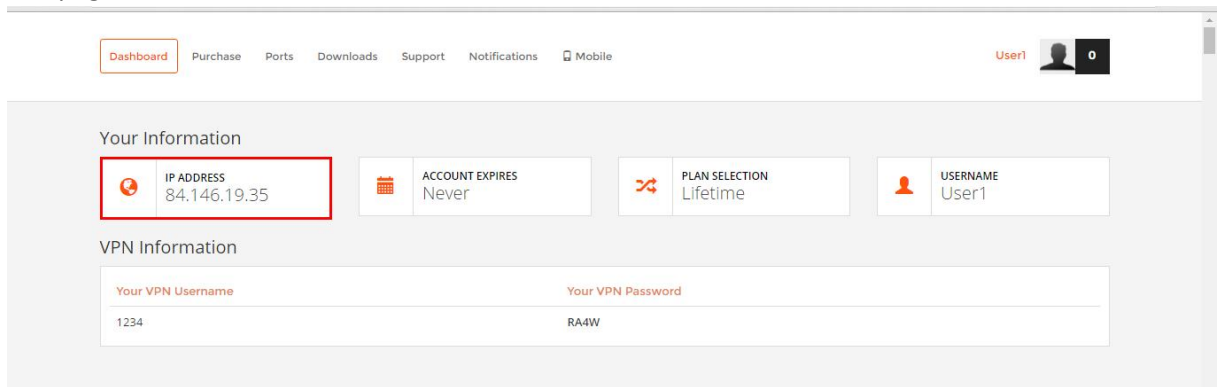 Dashboard Purchase Ports Downloads Support Notifications Mobile User1 0
Your Information
IP ADDRESS ACCOUNT EXPIRES PLAN SELECTION USERNAME
84.146.19.35 Never Lifetime User1
VPN Information
Your VPN Username Your VPN Password
1234 RA4W